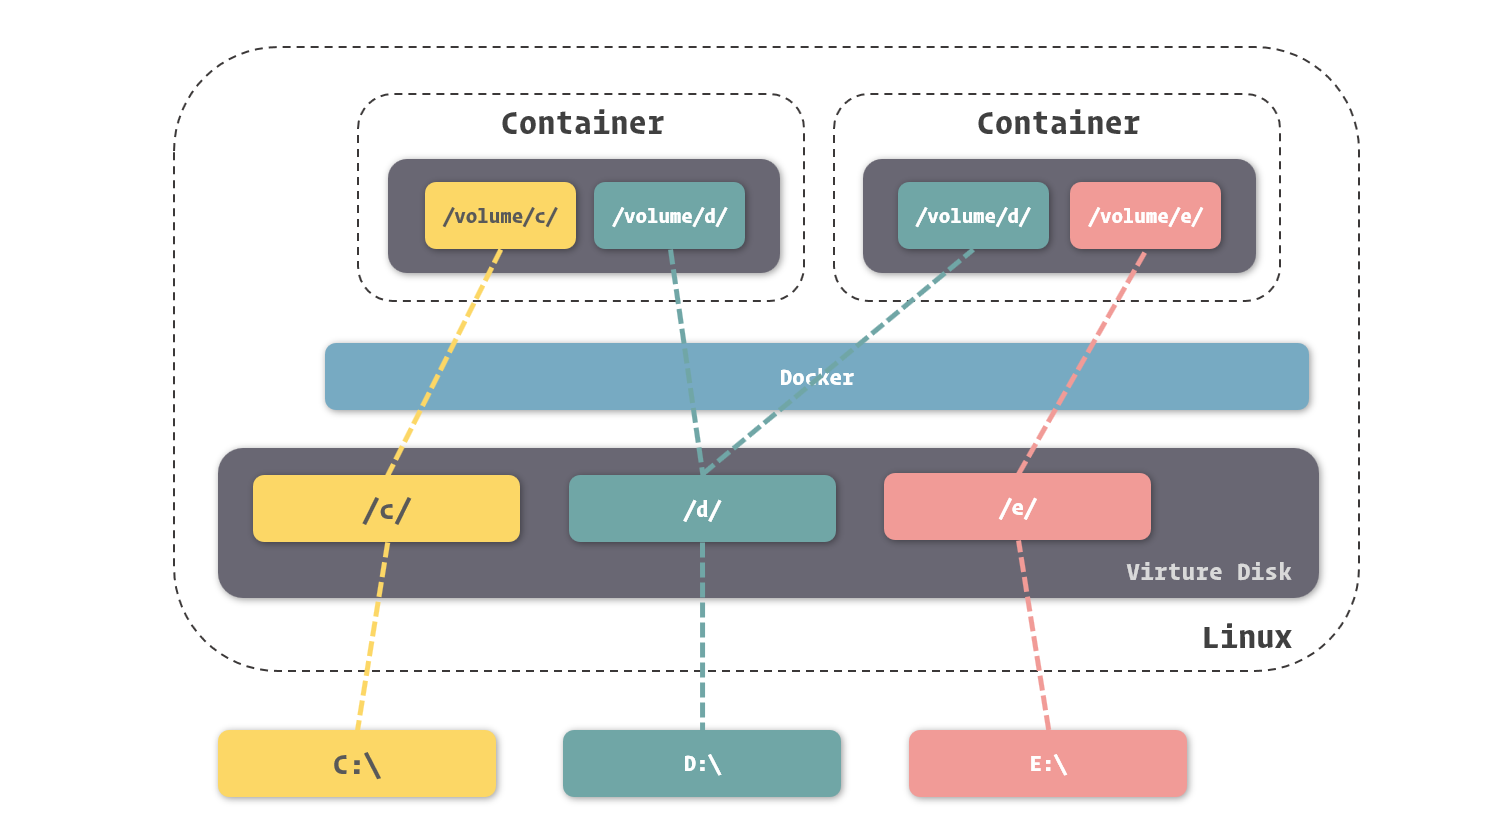 Container
Container
/volume/c/
/volume/d/
/volume/d/
/volume/e/
Docker
/c/
/d/
/e/
Virture Disk
Linux
C:\
D:\
E:\